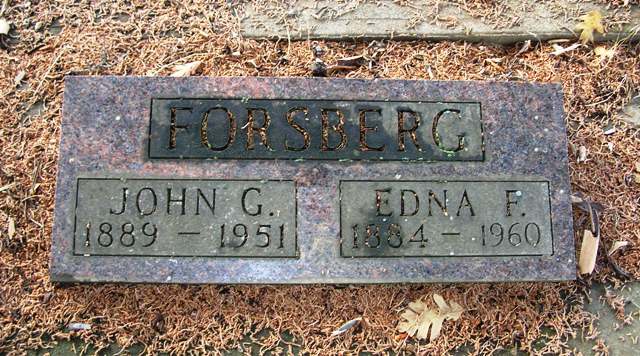 FORSBERG
JOHN G.
1889 — 1951
EDNA F.
1884 — 1960